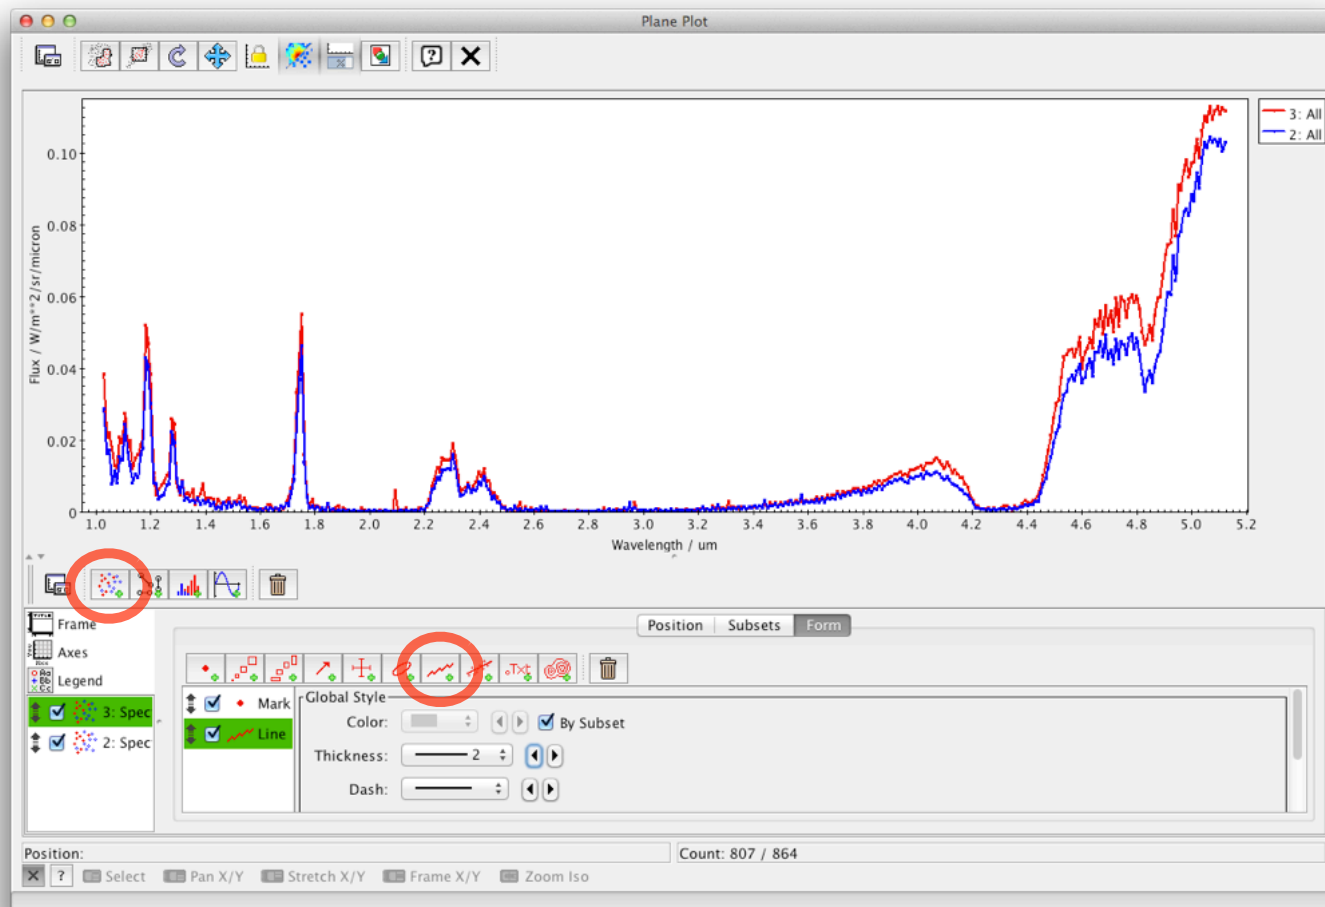 Plane Plot
3: All
2: All
0.10
0.08
0.06
0.04
0.02
0
Flux / W/m**2/sr/micron
1.0 1.2 1.4 1.6 1.8 2.0 2.2 2.4 2.6 2.8 3.0 3.2 3.4 3.6 3.8 4.0 4.2 4.4 4.6 4.8 5.0 5.2
Wavelength / um
Frame
Axes
Legend
3: Spec
2: Spec
Position Subsets Form
Mark
Line
Global Style
Color: By Subset
Thickness: 2
Dash:
Position:
Count: 807 / 864
Select Pan X/Y Stretch X/Y Frame X/Y Zoom Iso